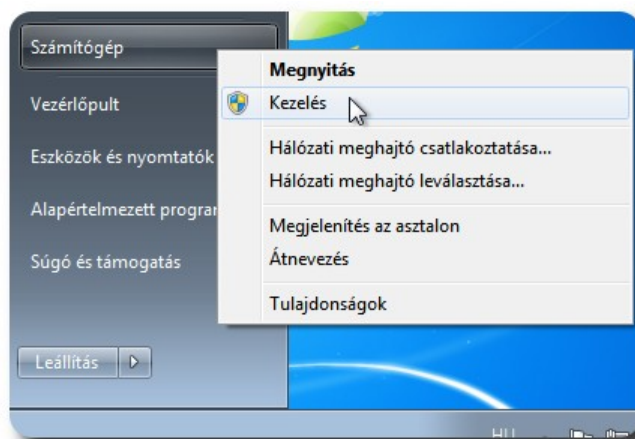 Számítógép
Vezérlőpult
Eszközök és nyomtatók
Alapértelmezett
Súgó és támogatás
Leállítás
Megnyitás
Kezelés
Hálózati meghajtó csatlakoztatása...
Hálózati meghajtó leválasztása...
Megjelenítés az asztalon
Átnevezés
Tulajdonságok
HU